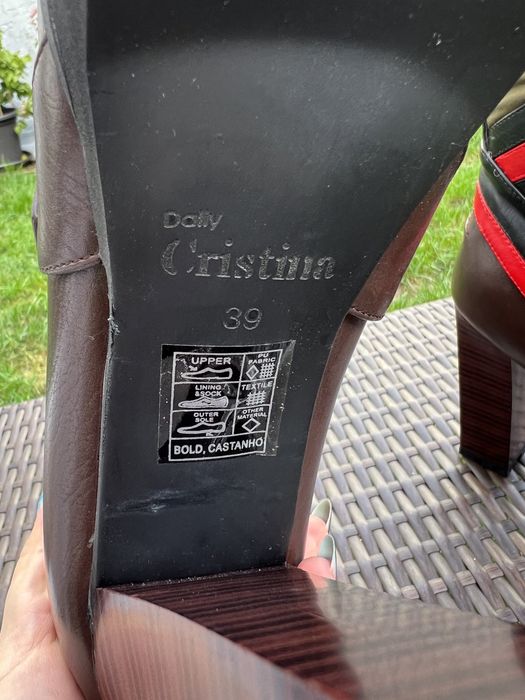 Daily
Cristina
39
UPPER
PU
FABRIC
LINING
&SOCK
TEXTILE
OUTER
SOLE
OTHER
MATERIAL
BOLD, CASTANHO